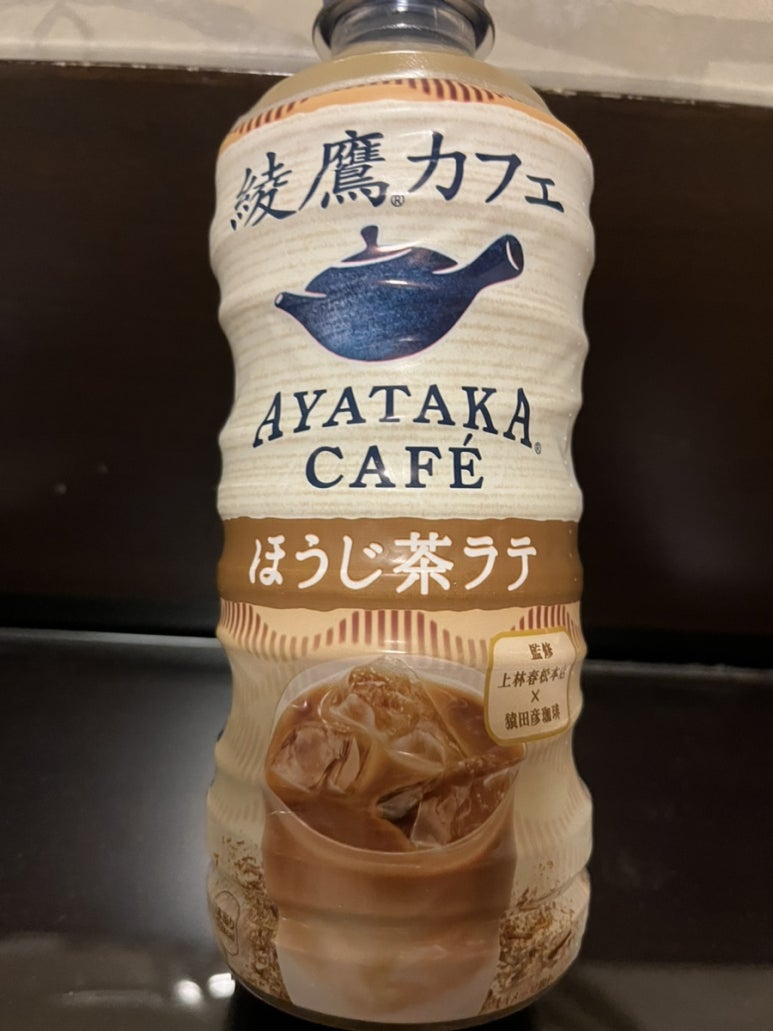 綾鷹®カフェ
AYATAKA®
CAFÉ
ほうじ茶ラテ
監修
上林春松本店
×
猿田彦珈琲